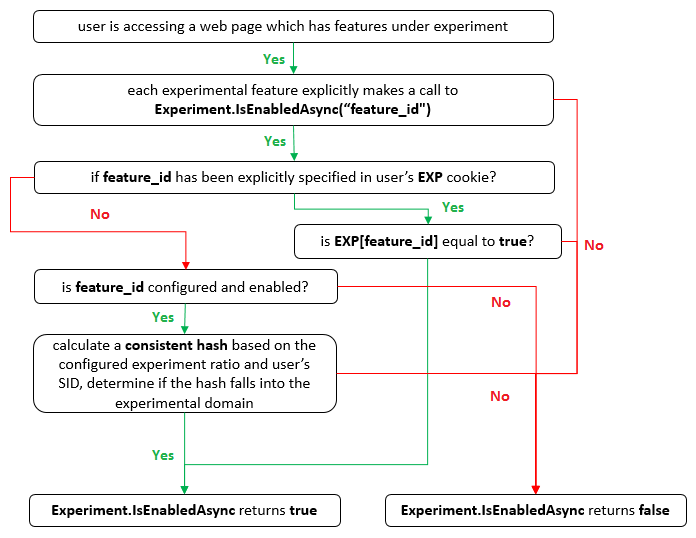 user is accessing a web page which has features under experiment
Yes
each experimental feature explicitly makes a call to
Experiment.IsEnabledAsync(“feature_id")
Yes
if feature_id has been explicitly specified in user’s EXP cookie?
No
Yes
is EXP[feature_id] equal to true?
No
is feature_id configured and enabled?
No
Yes
calculate a consistent hash based on the
configured experiment ratio and user’s
SID, determine if the hash falls into the
experimental domain
No
Yes
Experiment.IsEnabledAsync returns true
Experiment.IsEnabledAsync returns false